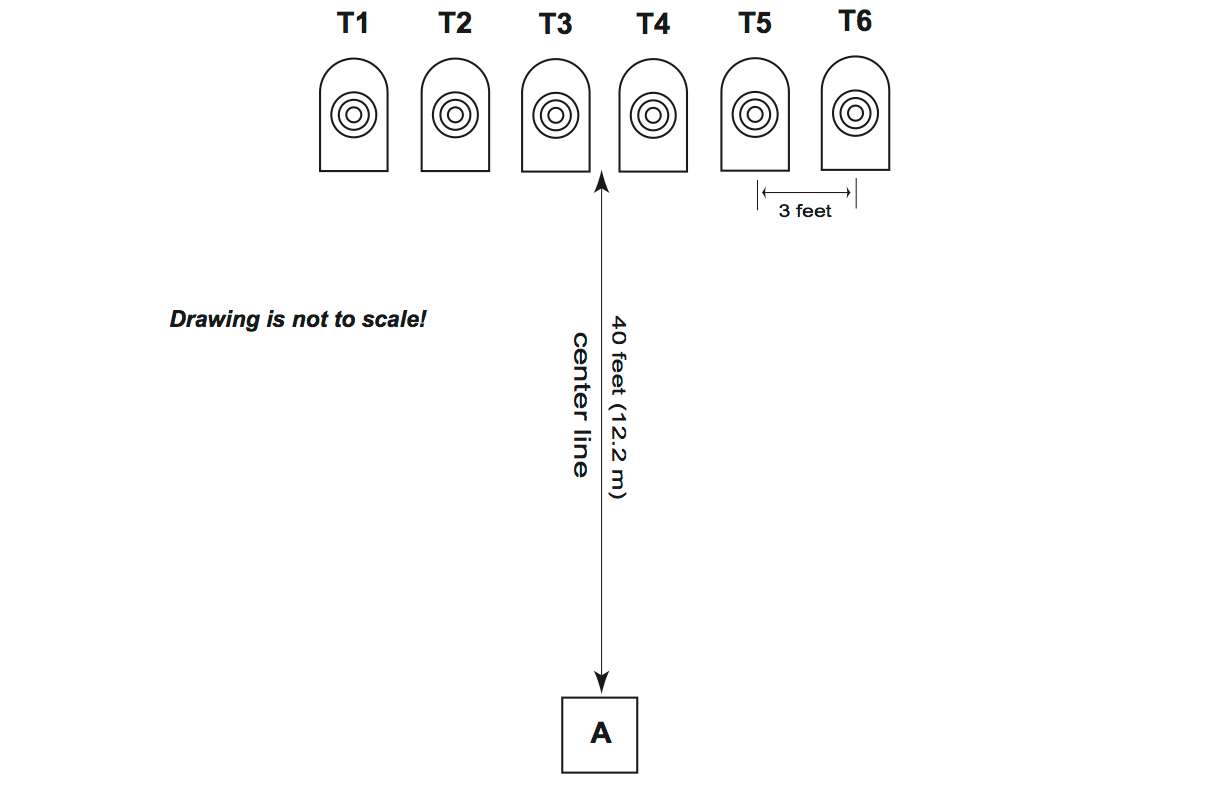 T1 T2 T3 T4 T5 T6
3 feet
Drawing is not to scale!
40 feet (12.2 m)
center line
A